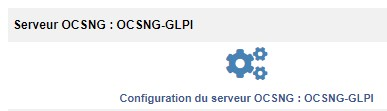 Serveur OCSNG : OCSNG-GLPI
Configuration du serveur OCSNG : OCSNG-GLPI